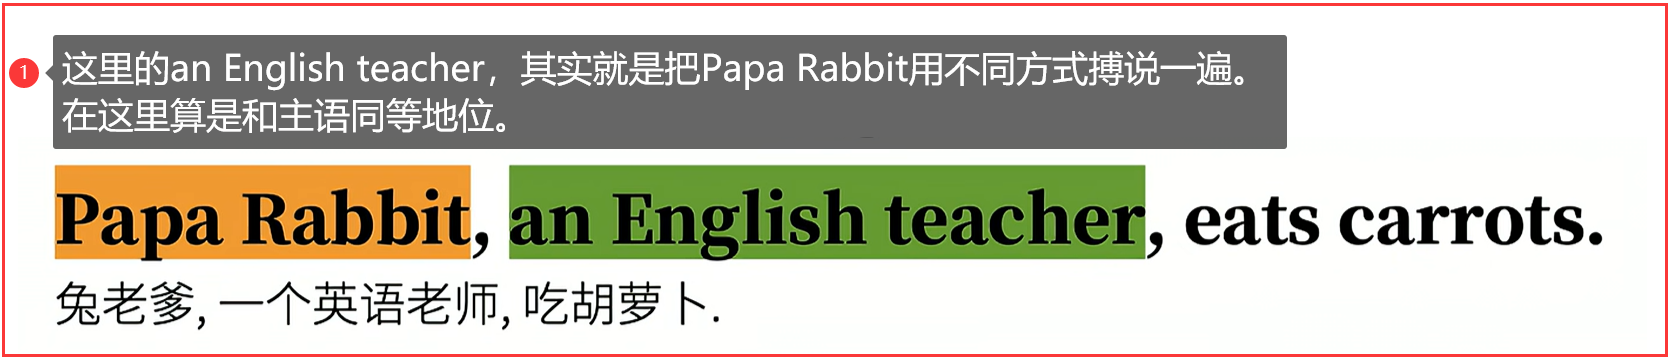 1
这里的an English teacher，其实就是把Papa Rabbit用不同方式搏说一遍。
在这里算是和主语同等地位。
Papa Rabbit, an English teacher, eats carrots.
兔老爹, 一个英语老师, 吃胡萝卜.